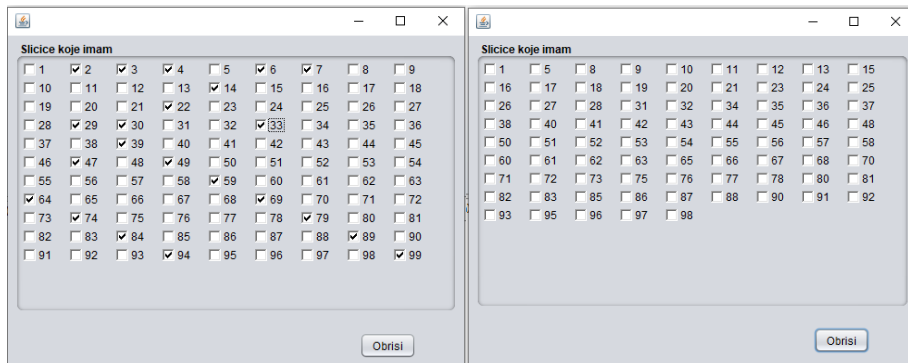 Slicice koje imam
1 2 3 4 5 6 7 8 9
10 11 12 13 14 15 16 17 18
19 20 21 22 23 24 25 26 27
28 29 30 31 32 33 34 35 36
37 38 39 40 41 42 43 44 45
46 47 48 49 50 51 52 53 54
55 56 57 58 59 60 61 62 63
64 65 66 67 68 69 70 71 72
73 74 75 76 77 78 79 80 81
82 83 84 85 86 87 88 89 90
91 92 93 94 95 96 97 98 99
Obrisi
Slicice koje imam
1 5 8 9 10 11 12 13 15
16 17 18 19 20 21 23 24 25
26 27 28 31 32 34 35 36 37
38 40 41 42 43 44 45 46 48
50 51 52 53 54 55 56 57 58
60 61 62 63 65 66 67 68 70
71 72 73 75 76 77 78 80 81
82 83 85 86 87 88 90 91 92
93 95 96 97 98
Obrisi